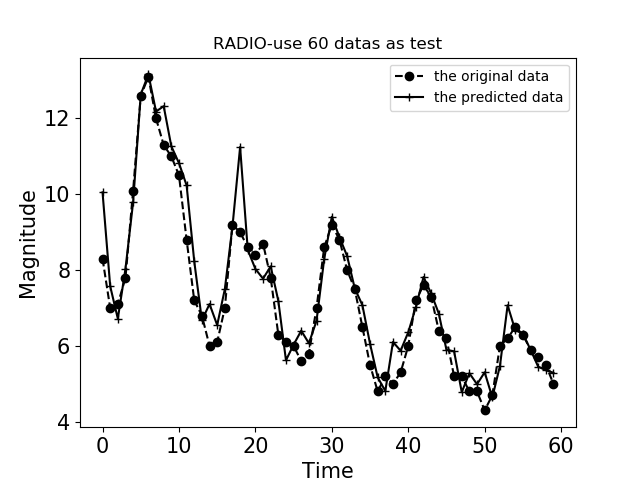 RADIO-use 60 datas as test
the original data
the predicted data
Magnitude
12
10
8
6
4
0 10 20 30 40 50 60
Time